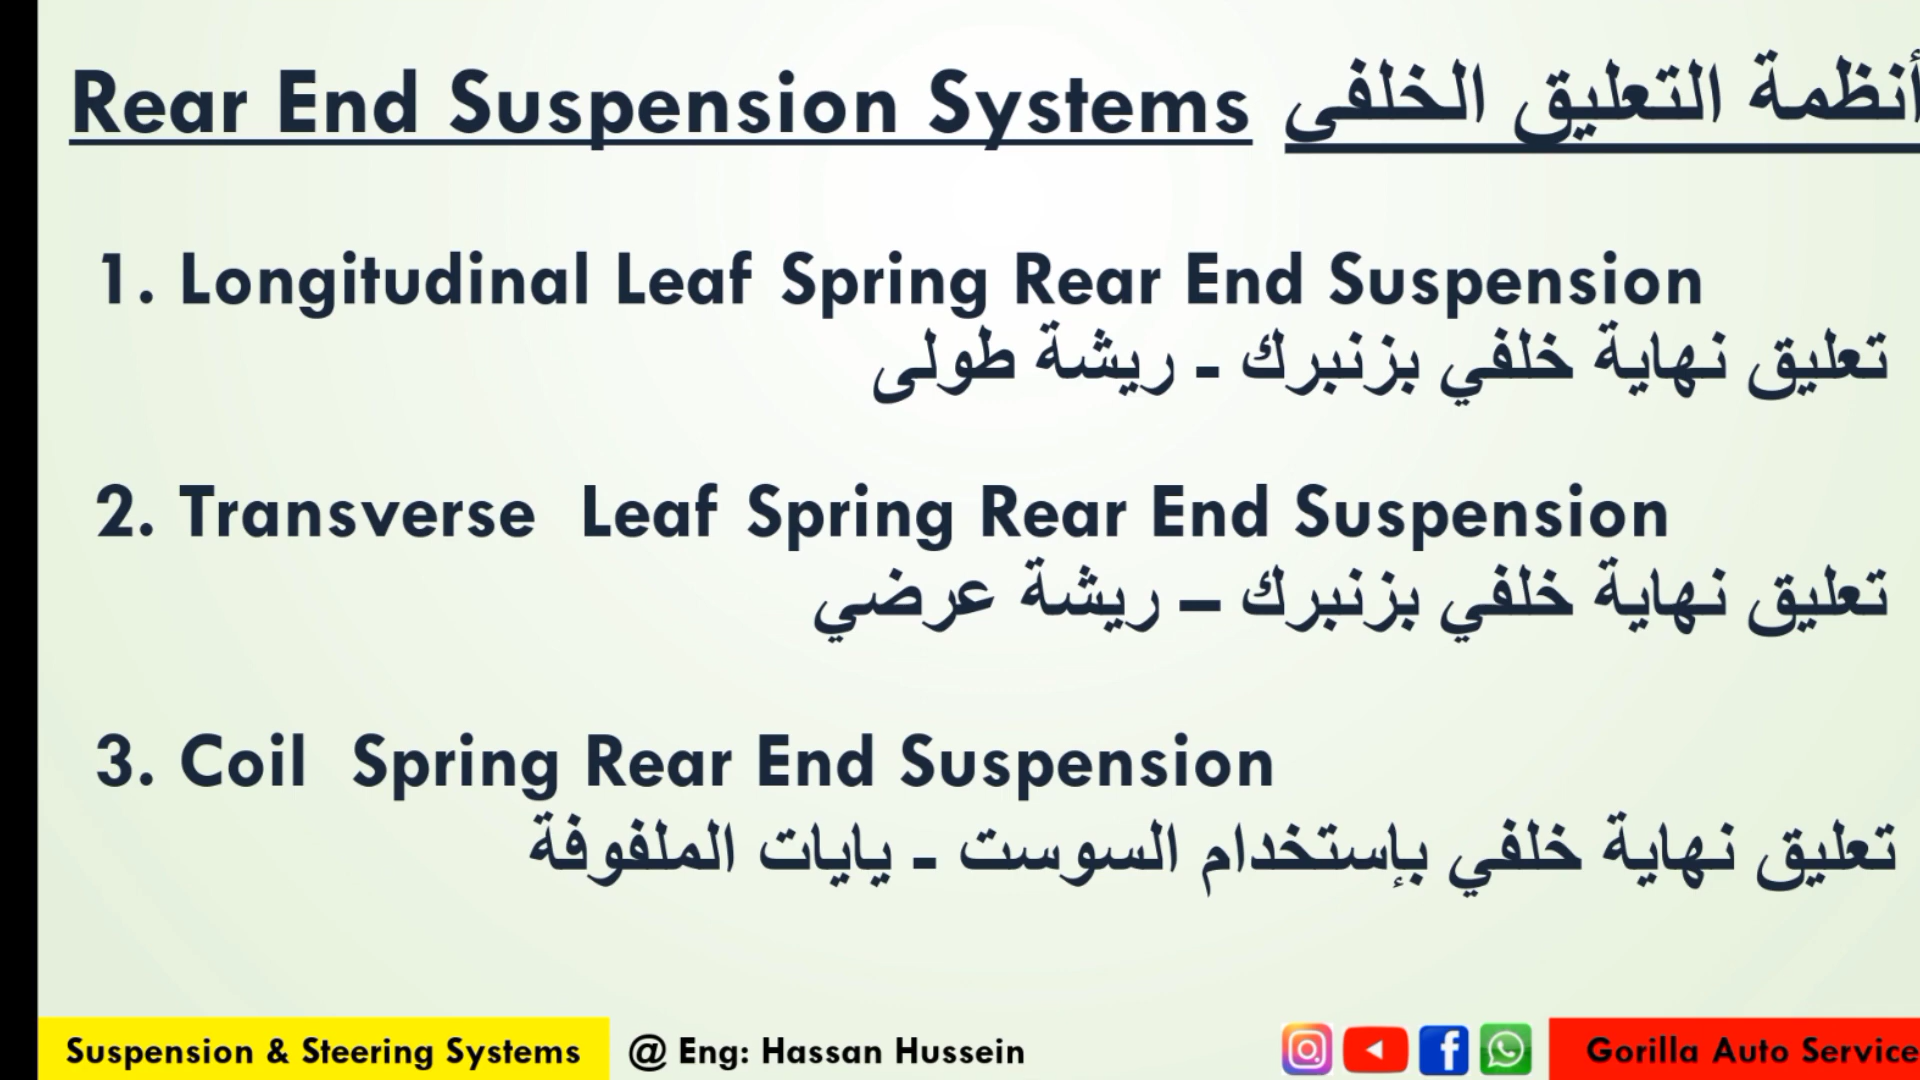 Rear End Suspension Systems أنظمة التعليق الخلفى
1. Longitudinal Leaf Spring Rear End Suspension
تعليق نهاية خلفي بزنبرك - ريشة طولى
2. Transverse Leaf Spring Rear End Suspension
تعليق نهاية خلفي بزنبرك – ريشة عرضي
3. Coil Spring Rear End Suspension
تعليق نهاية خلفي بإستخدام السوست - يايات الملفوفة
Suspension & Steering Systems @ Eng: Hassan Hussein Gorilla Auto Service